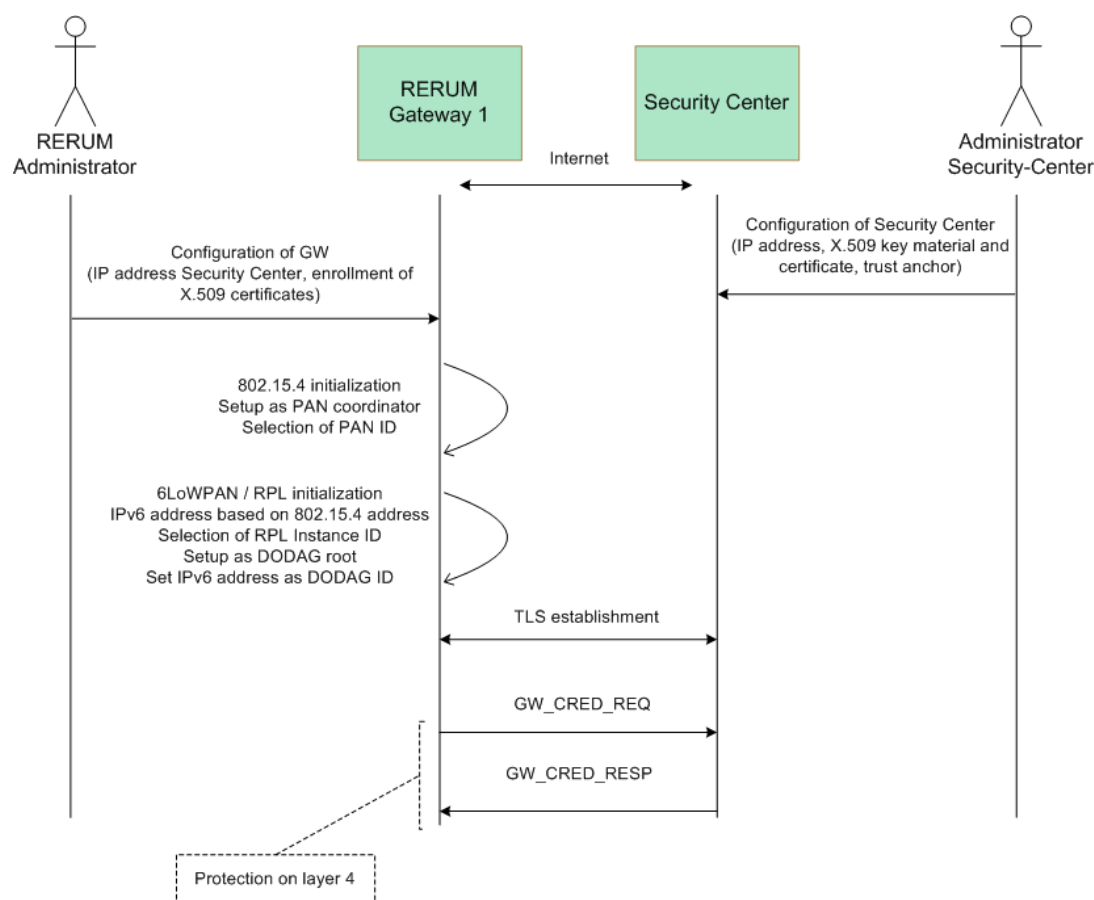 RERUM
Administrator
RERUM
Gateway 1
Security Center
Administrator
Security-Center
Internet
Configuration of Security Center
(IP address, X.509 key material and
certificate, trust anchor)
Configuration of GW
(IP address Security Center, enrollment of
X.509 certificates)
802.15.4 initialization
Setup as PAN coordinator
Selection of PAN ID
6LoWPAN / RPL initialization
IPv6 address based on 802.15.4 address
Selection of RPL Instance ID
Setup as DODAG root
Set IPv6 address as DODAG ID
TLS establishment
GW_CRED_REQ
GW_CRED_RESP
Protection on layer 4